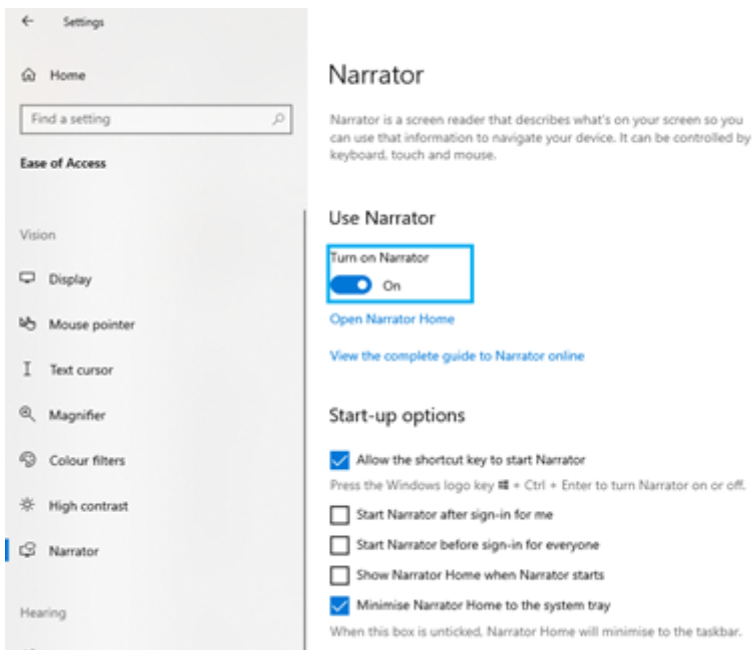 Settings
Home
Find a setting
Ease of Access
Vision
Display
Mouse pointer
Text cursor
Magnifier
Colour filters
High contrast
Narrator
Hearing
Narrator
Narrator is a screen reader that describes what's on your screen so you
can use that information to navigate your device. It can be controlled by
keyboard, touch and mouse.
Use Narrator
Turn on Narrator
On
Open Narrator Home
View the complete guide to Narrator online
Start-up options
Allow the shortcut key to start Narrator
Press the Windows logo key + Ctrl + Enter to turn Narrator on or off.
Start Narrator after sign-in for me
Start Narrator before sign-in for everyone
Show Narrator Home when Narrator starts
Minimise Narrator Home to the system tray
When this box is unticked, Narrator Home will minimise to the taskbar.